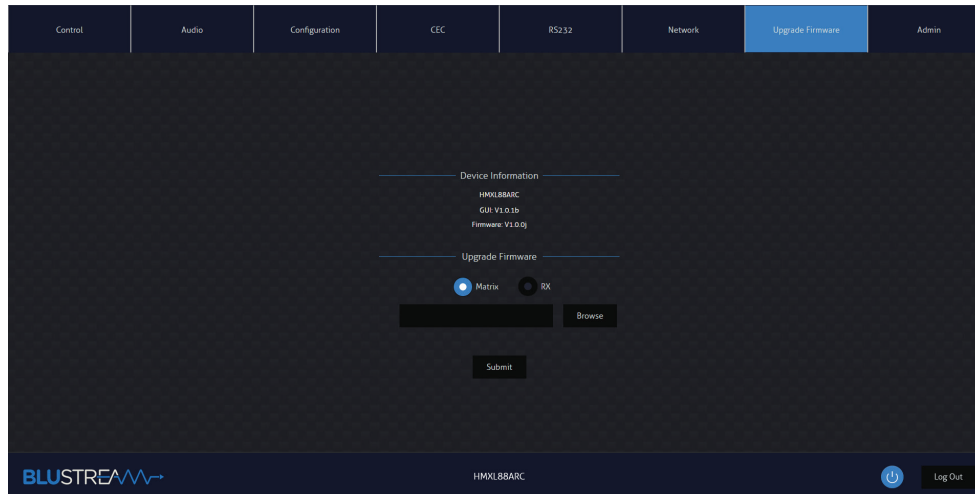 Control Audio Configuration CEC RS232 Network Upgrade Firmware Admin
Device Information
HMXL88ARC
GUI: V1.0.1b
Firmware: V1.0.0j
Upgrade Firmware
Matrix RX
Browse
Submit
BLUSTREAM HMXL88ARC Log Out